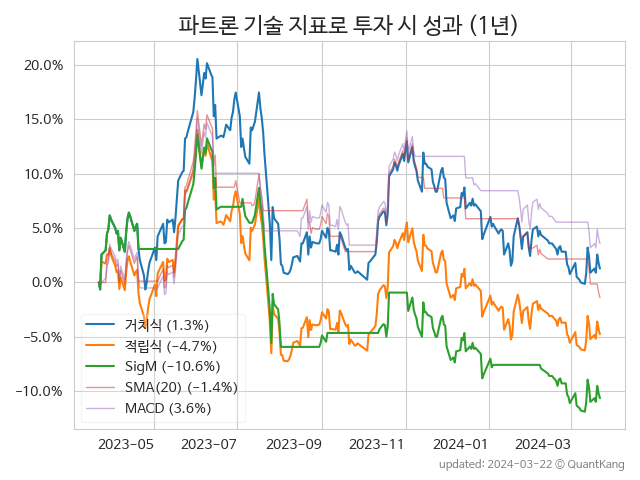 파트론 기술 지표로 투자 시 성과 (1년)
20.0%
15.0%
10.0%
5.0%
0.0%
−5.0%
−10.0%
거치식 (1.3%)
적립식 (−4.7%)
SigM (−10.6%)
SMA(20) (−1.4%)
MACD (3.6%)
2023-05 2023-07 2023-09 2023-11 2024-01 2024-03
updated: 2024-03-22 ⓒ QuantKang